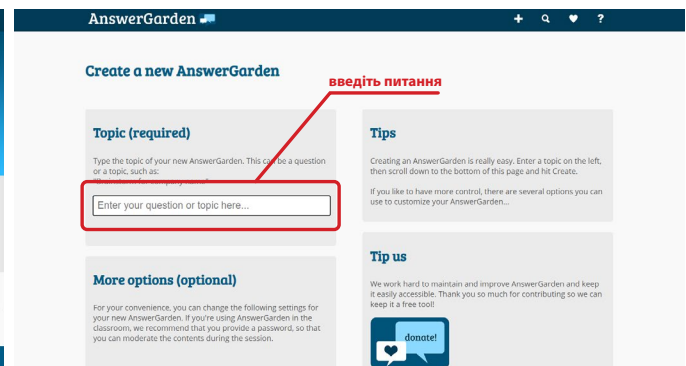 AnswerGarden
Create a new AnswerGarden
введіть питання
Topic (required)
Type the topic of your new AnswerGarden. This can be a question
or a topic, such as:
"Brainstorm for company name"
Enter your question or topic here...
More options (optional)
For your convenience, you can change the following settings for
your new AnswerGarden. If you're using AnswerGarden in the
classroom, we recommend that you provide a password, so that
you can moderate the contents during the session.
Tips
Creating an AnswerGarden is really easy. Enter a topic on the left,
then scroll down to the bottom of this page and hit Create.
If you like to have more control, there are several options you can
use to customize your AnswerGarden...
Tip us
We work hard to maintain and improve AnswerGarden and keep
it easily accessible. Thank you so much for contributing so we can
keep it a free tool!
donate!